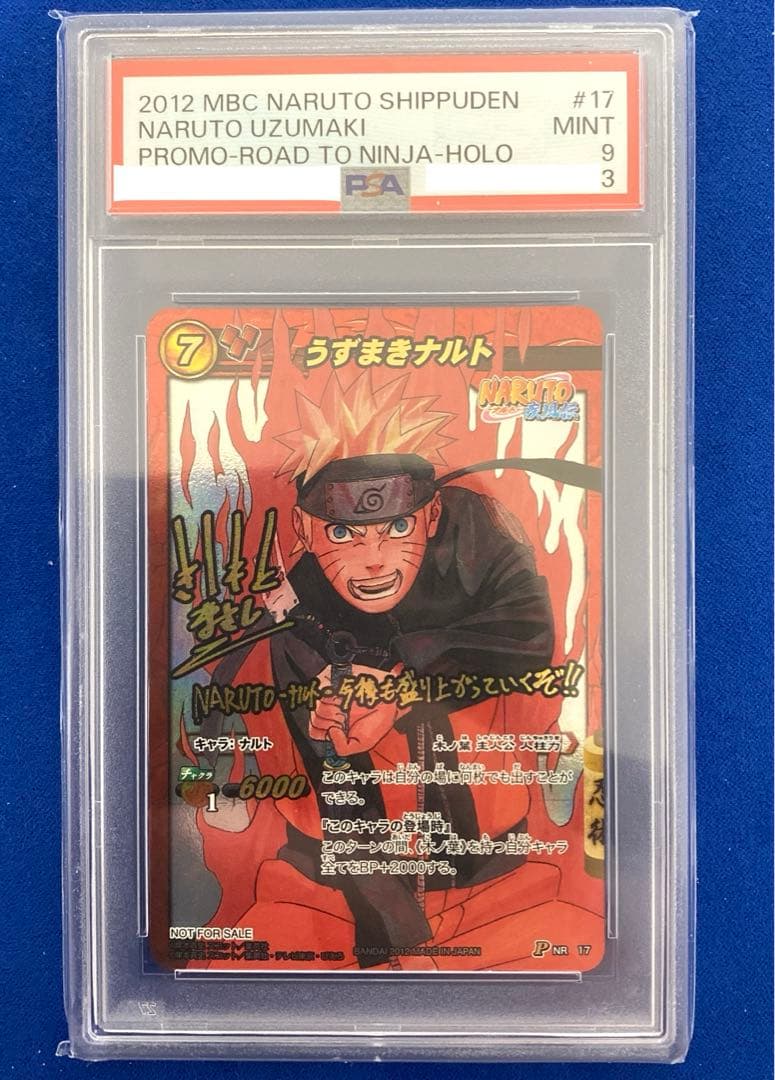 2012 MBC NARUTO SHIPPUDEN #17
NARUTO UZUMAKI MINT
PROMO-ROAD TO NINJA-HOLO 9
PSA 3
7 うずまきナルト
NARUTO
ナルト 疾風伝
まさし
NARUTO-ナルト-今後も盛り上がっていくぞ!!
キャラ: ナルト 木ノ葉 主人公 人柱力
チャクラ
1 6000
このキャラは自分の場に何枚でも出すことが
できる。
『このキャラの登場時』
このターンの間、《木ノ葉》を持つ自分キャラ
全てをBP+2000する。
NOT FOR SALE
BANDAI 2012 MADE IN JAPAN
P NR 17